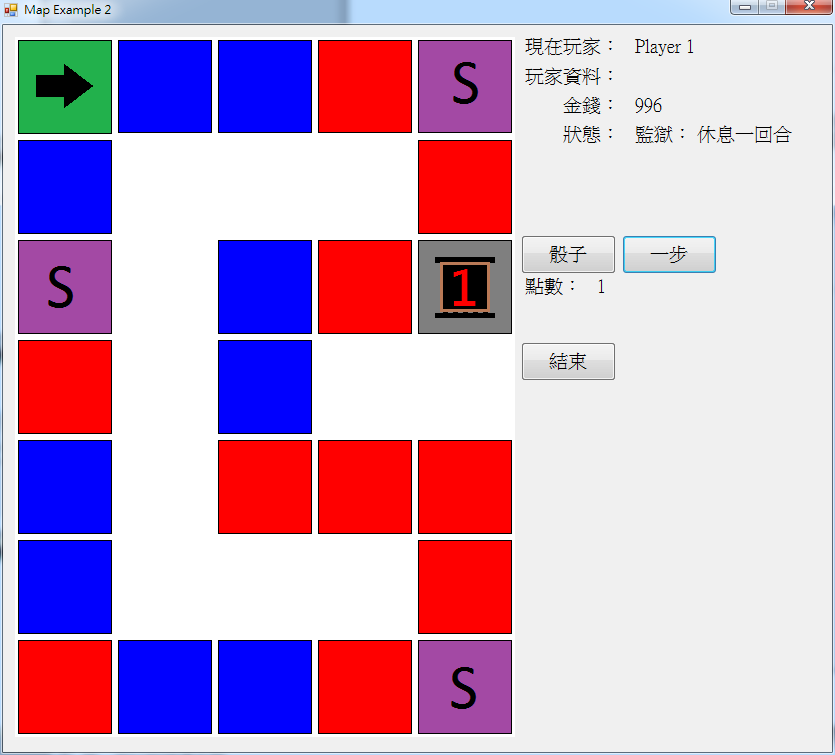 Map Example 2
S
S
1
S
現在玩家： Player 1
玩家資料：
金錢： 996
狀態： 監獄： 休息一回合
骰子 一步
點數： 1
結束